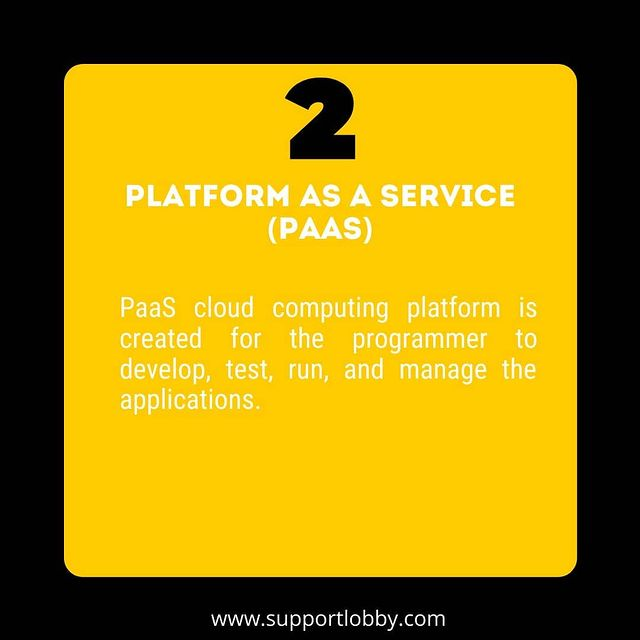 2
PLATFORM AS A SERVICE
(PAAS)
PaaS cloud computing platform is
created for the programmer to
develop, test, run, and manage the
applications.
www.supportlobby.com